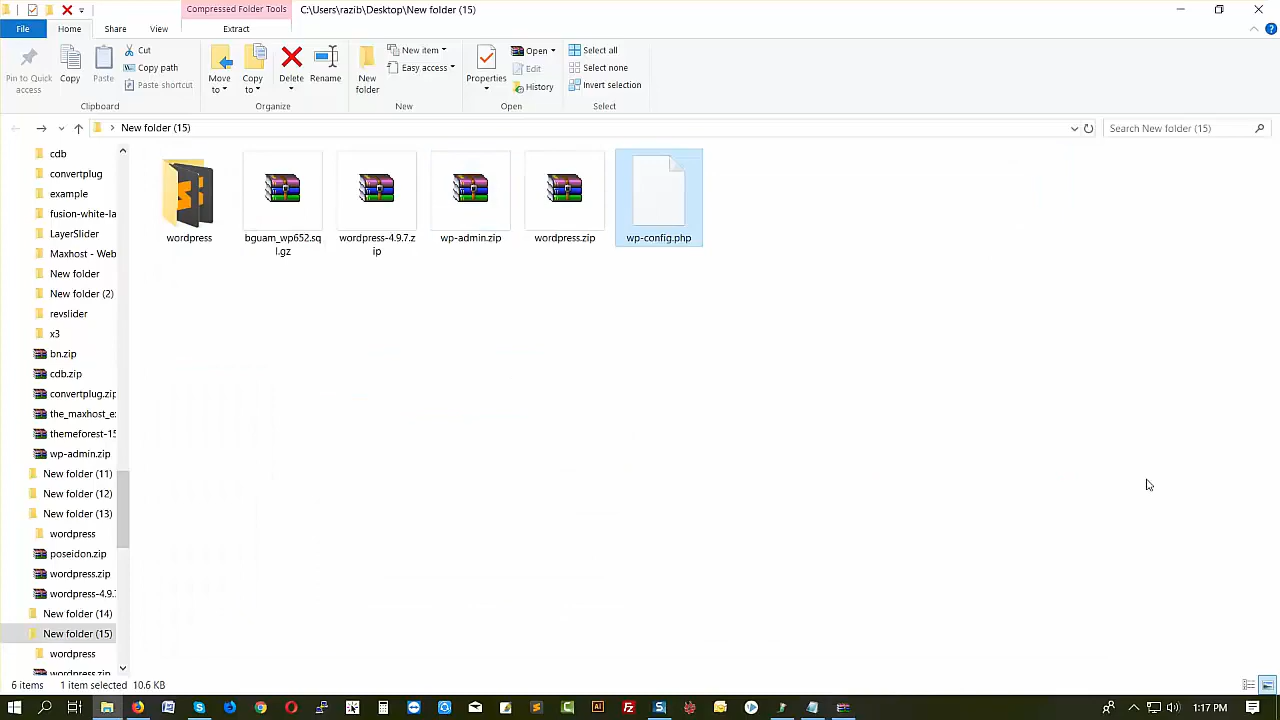 Compressed Folder Tools
C:\Users\razib\Desktop\New folder (15)
File
Home
Share
View
Extract
Pin to Quick
access
Copy
Paste
Cut
Copy path
Paste shortcut
Clipboard
Move
to
Copy
to
Delete
Rename
Organize
New
folder
New item
Easy access
New
Properties
Open
Edit
History
Open
Select all
Select none
Invert selection
Select
New folder (15)
Search New folder (15)
cdb
convertplug
example
fusion-white-la
LayerSlider
Maxhost - Web
New folder
New folder (2)
revslider
x3
bn.zip
cdb.zip
convertplug.zip
the_maxhost_e
themeforest-15
wp-admin.zip
New folder (11)
New folder (12)
New folder (13)
wordpress
poseidon.zip
wordpress.zip
wordpress-4.9.7
New folder (14)
New folder (15)
wordpress
wordpress.zip
wordpress
bguam_wp652.sq
l.gz
wordpress-4.9.7.z
ip
wp-admin.zip
wordpress.zip
wp-config.php
6 items
1 item selected
10.6 KB
1:17 PM